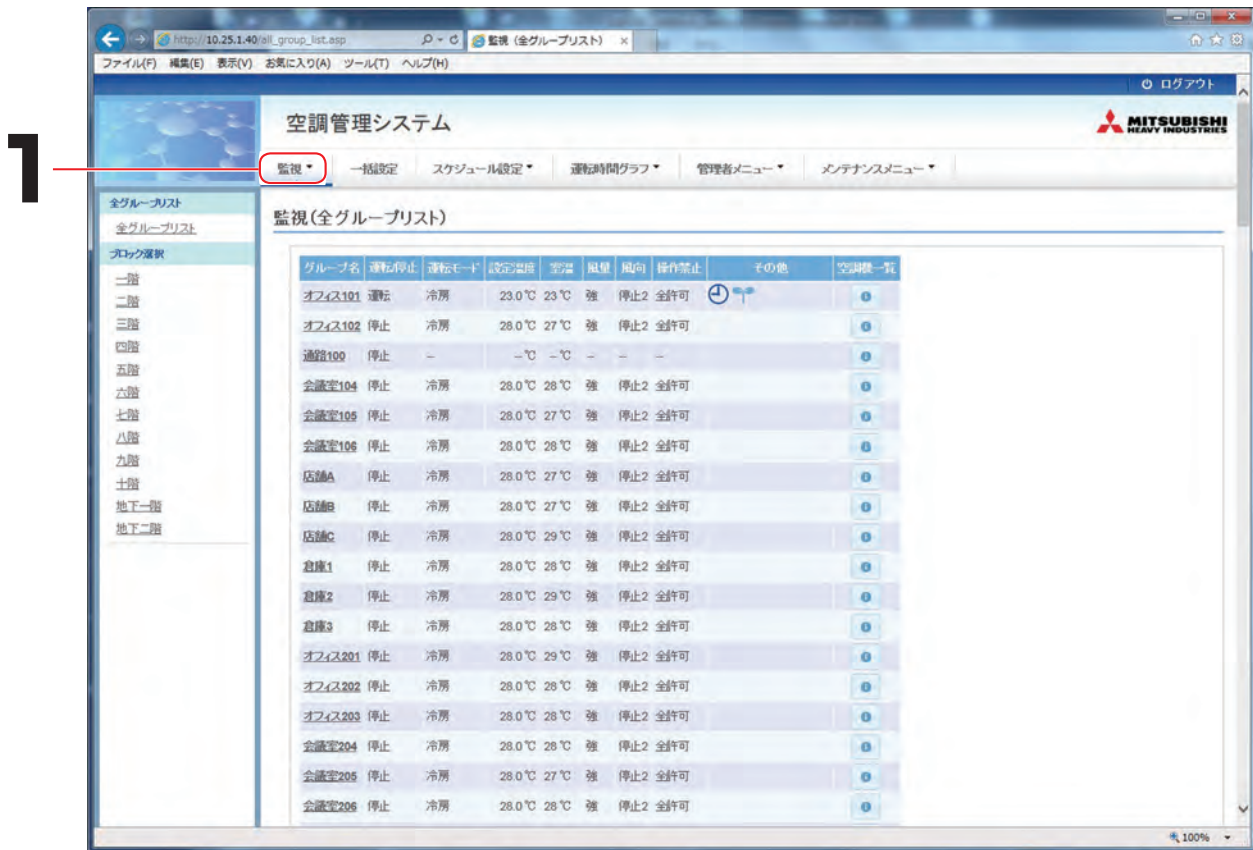 http://10.25.1.40/all_group_list.asp
監視 (全グループリスト)
ファイル(F) 編集(E) 表示(V) お気に入り(A) ツール(T) ヘルプ(H)
ログアウト
空調管理システム
MITSUBISHI
HEAVY INDUSTRIES
1
監視 一括設定 スケジュール設定 運転時間グラフ 管理者メニュー メンテナンスメニュー
全グループリスト
全グループリスト
ブロック選択
一階
二階
三階
四階
五階
六階
七階
八階
九階
十階
地下一階
地下二階
監視(全グループリスト)
グループ名 運転/停止 運転モード 設定温度 室温 風量 風向 操作禁止 その他 空調機一覧
オフィス101 運転 冷房 23.0℃ 23℃ 強 停止2 全許可
オフィス102 停止 冷房 28.0℃ 27℃ 強 停止2 全許可
通路100 停止 − −℃ −℃ − − −
会議室104 停止 冷房 28.0℃ 28℃ 強 停止2 全許可
会議室105 停止 冷房 28.0℃ 27℃ 強 停止2 全許可
会議室106 停止 冷房 28.0℃ 28℃ 強 停止2 全許可
店舗A 停止 冷房 28.0℃ 27℃ 強 停止2 全許可
店舗B 停止 冷房 28.0℃ 27℃ 強 停止2 全許可
店舗C 停止 冷房 28.0℃ 29℃ 強 停止2 全許可
倉庫1 停止 冷房 28.0℃ 28℃ 強 停止2 全許可
倉庫2 停止 冷房 28.0℃ 29℃ 強 停止2 全許可
倉庫3 停止 冷房 28.0℃ 28℃ 強 停止2 全許可
オフィス201 停止 冷房 28.0℃ 29℃ 強 停止2 全許可
オフィス202 停止 冷房 28.0℃ 28℃ 強 停止2 全許可
オフィス203 停止 冷房 28.0℃ 28℃ 強 停止2 全許可
会議室204 停止 冷房 28.0℃ 28℃ 強 停止2 全許可
会議室205 停止 冷房 28.0℃ 27℃ 強 停止2 全許可
会議室206 停止 冷房 28.0℃ 28℃ 強 停止2 全許可
100%